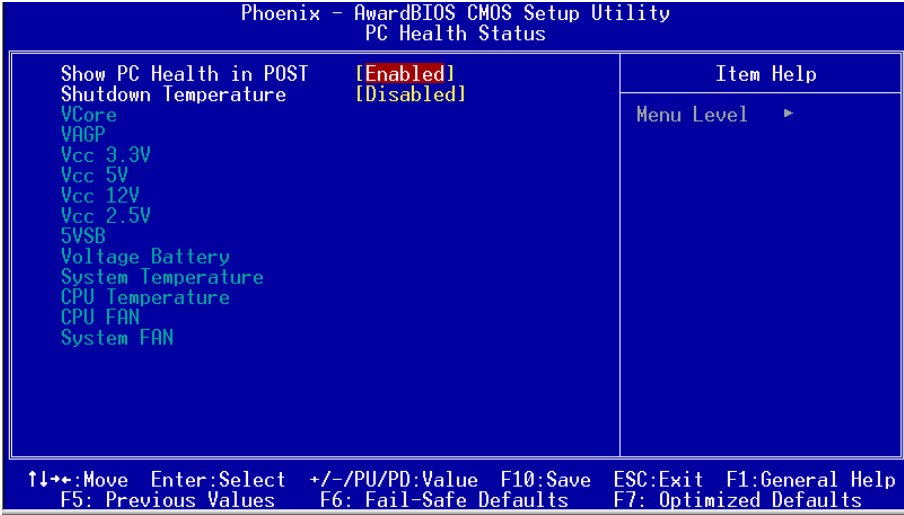 Phoenix - AwardBIOS CMOS Setup Utility
PC Health Status
Show PC Health in POST [Enabled]
Shutdown Temperature [Disabled]
VCore
VAGP
Vcc 3.3V
Vcc 5V
Vcc 12V
Vcc 2.5V
5VSB
Voltage Battery
System Temperature
CPU Temperature
CPU FAN
System FAN
Item Help
Menu Level ►
↑↓→←:Move Enter:Select +/-/PU/PD:Value F10:Save ESC:Exit F1:General Help
F5: Previous Values F6: Fail-Safe Defaults F7: Optimized Defaults